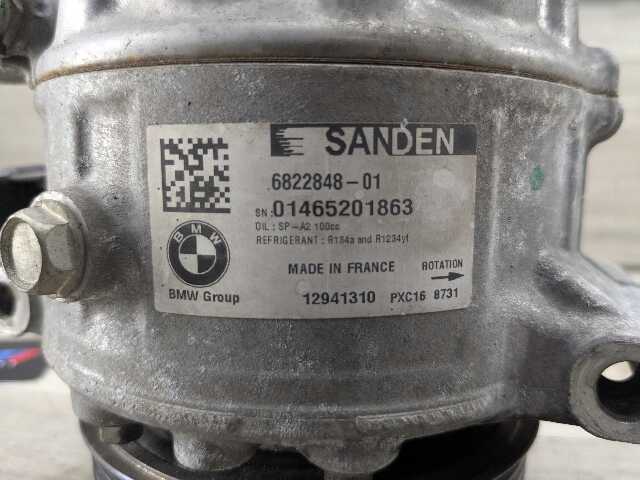 SANDEN
6822848-01
SN:01465201863
OIL: SP-A2 100cc
REFRIGERANT: R134a and R1234yf
BMW
MADE IN FRANCE
ROTATION
BMW Group
12941310 PXC16 8731